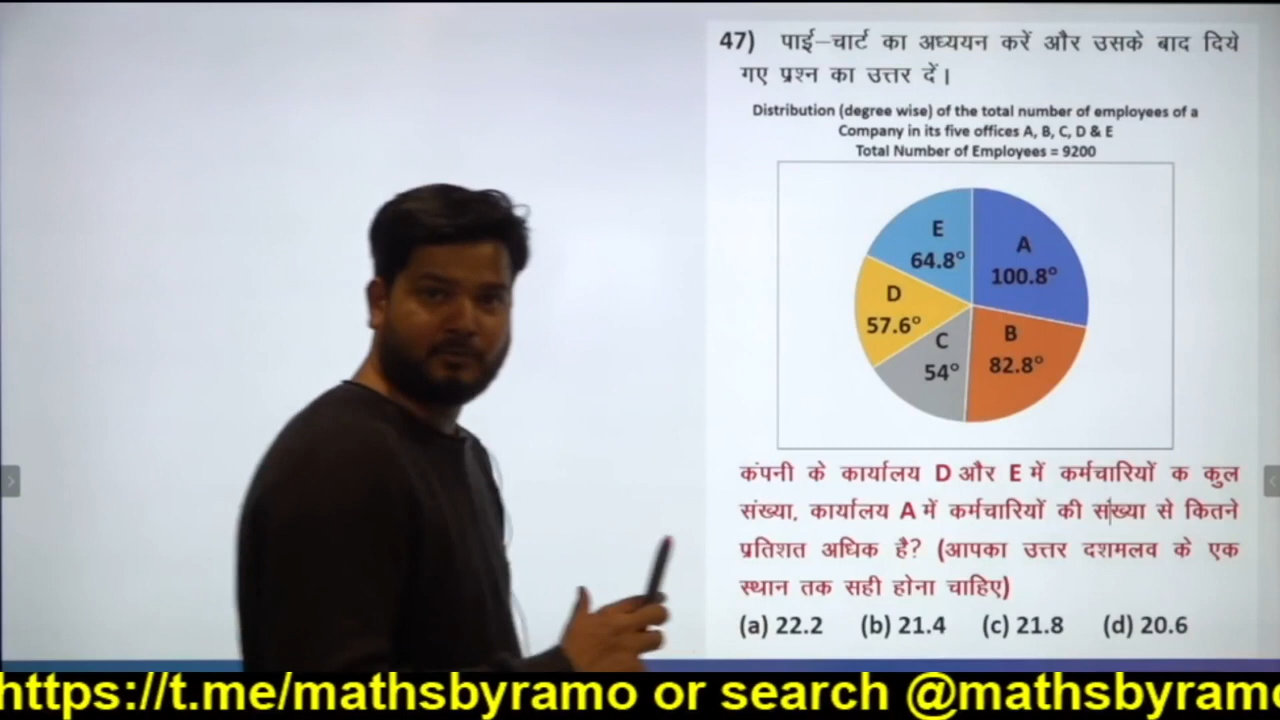 47) पाई–चार्ट का अध्ययन करें और उसके बाद दिये
गए प्रश्न का उत्तर दें।
Distribution (degree wise) of the total number of employees of a
Company in its five offices A, B, C, D & E
Total Number of Employees = 9200
E
64.8°
A
100.8°
D
57.6°
C
54°
B
82.8°
कंपनी के कार्यालय D और E में कर्मचारियों क कुल
संख्या, कार्यालय A में कर्मचारियों की संख्या से कितने
प्रतिशत अधिक है? (आपका उत्तर दशमलव के एक
स्थान तक सही होना चाहिए)
(a) 22.2 (b) 21.4 (c) 21.8 (d) 20.6
https://t.me/mathsbyramo or search @mathsbyramo